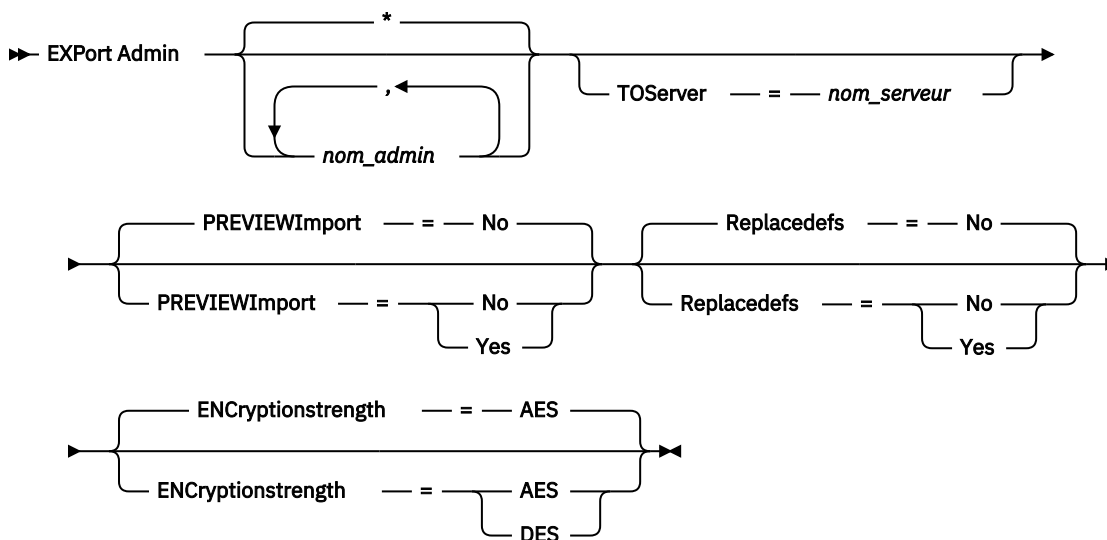 *
EXPort Admin
,
TOServer = nom_serveur
nom_admin
PREVIEWImport = No
Replacedefs = No
PREVIEWImport = No
Replacedefs = No
Yes
Yes
ENCryptionstrength = AES
ENCryptionstrength = AES
DES